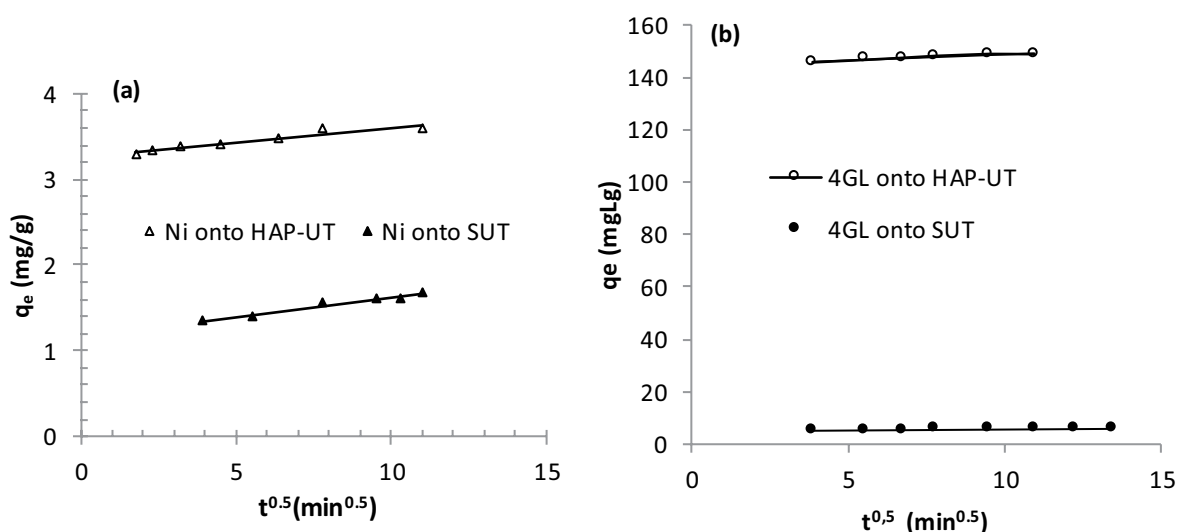 (a)
4
3
2
1
0
0
5
10
15
qₑ (mg/g)
t⁰·⁵(min⁰·⁵)
Ni onto HAP-UT
Ni onto SUT
(b)
160
140
120
100
80
60
40
20
0
0
5
10
15
qe (mgLg)
t⁰,⁵ (min⁰·⁵)
4GL onto HAP-UT
4GL onto SUT